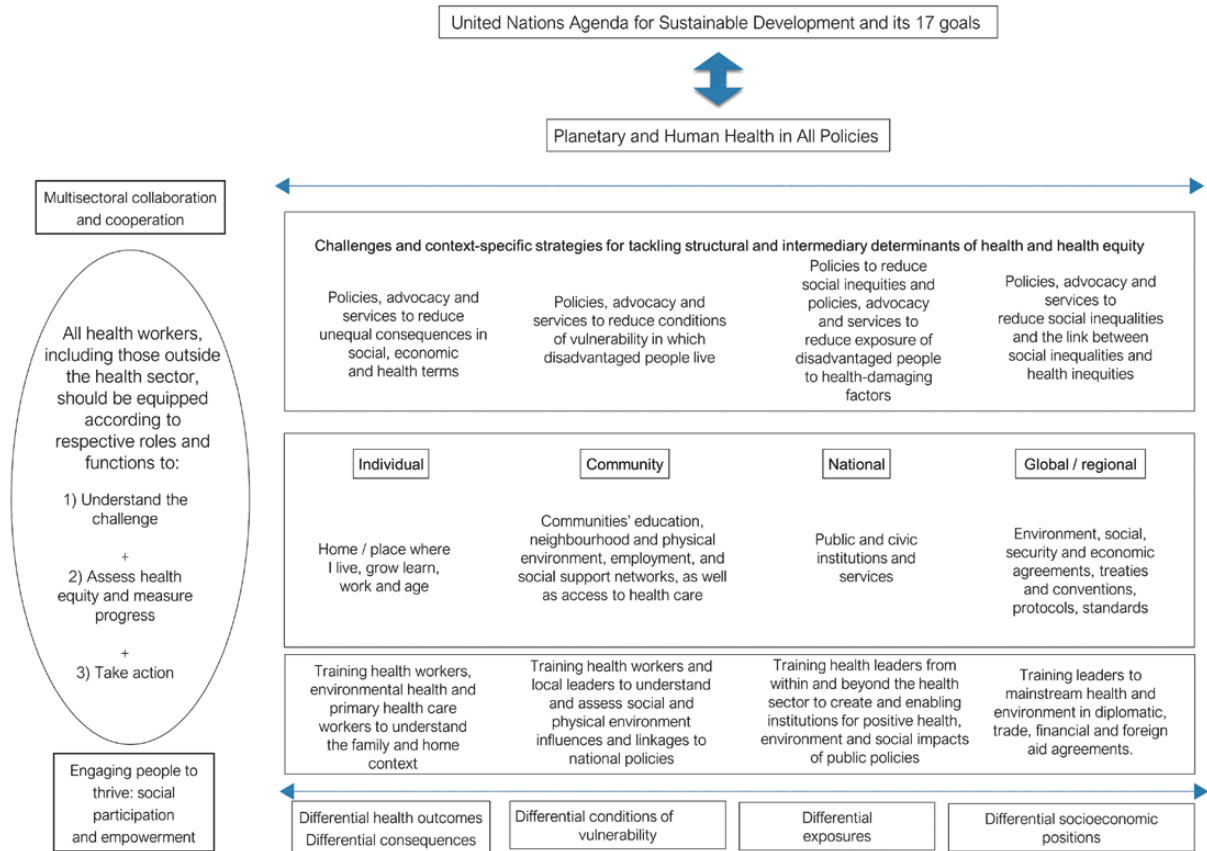 United Nations Agenda for Sustainable Development and its 17 goals
Planetary and Human Health in All Policies
Multisectoral collaboration
and cooperation
All health workers,
including those outside
the health sector,
should be equipped
according to
respective roles and
functions to:
1) Understand the
challenge
+
2) Assess health
equity and measure
progress
+
3) Take action
Engaging people to
thrive: social
participation
and empowerment
Challenges and context-specific strategies for tackling structural and intermediary determinants of health and health equity
Policies, advocacy and
services to reduce
unequal consequences in
social, economic
and health terms
Policies, advocacy and
services to reduce conditions
of vulnerability in which
disadvantaged people live
Policies to reduce
social inequities and
policies, advocacy
and services to
reduce exposure of
disadvantaged people
to health-damaging
factors
Policies, advocacy and
services to
reduce social inequalities
and the link between
social inequalities and
health inequities
Individual
Community
National
Global / regional
Home / place where
I live, grow learn,
work and age
Communities' education,
neighbourhood and physical
environment, employment, and
social support networks, as well
as access to health care
Public and civic
institutions and
services
Environment, social,
security and economic
agreements, treaties
and conventions,
protocols, standards
Training health workers,
environmental health and
primary health care
workers to understand
the family and home
context
Training health workers and
local leaders to understand
and assess social and
physical environment
influences and linkages to
national policies
Training health leaders from
within and beyond the health
sector to create and enabling
institutions for positive health,
environment and social impacts
of public policies
Training leaders to
mainstream health and
environment in diplomatic,
trade, financial and foreign
aid agreements.
Differential health outcomes
Differential consequences
Differential conditions of
vulnerability
Differential
exposures
Differential socioeconomic
positions